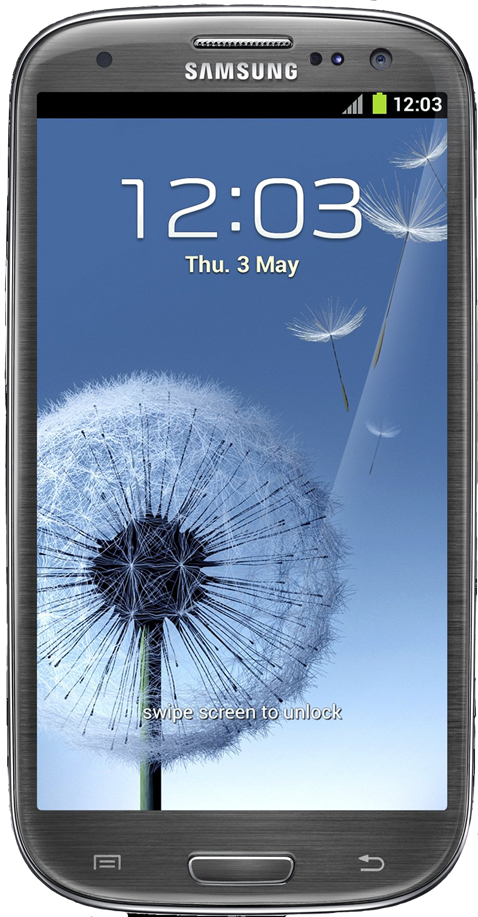 SAMSUNG
12:03
12:03
Thu. 3 May
swipe screen to unlock